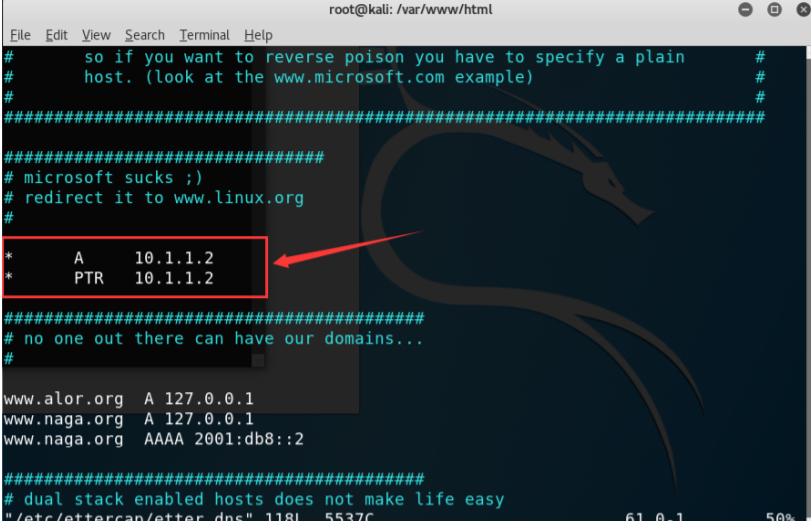 root@kali: /var/www/html
File Edit View Search Terminal Help
# so if you want to reverse poison you have to specify a plain #
# host. (look at the www.microsoft.com example) #
# #
############################################################################
################################
# microsoft sucks ;)
# redirect it to www.linux.org
#
* A 10.1.1.2
* PTR 10.1.1.2
##########################################
# no one out there can have our domains...
#
www.alor.org A 127.0.0.1
www.naga.org A 127.0.0.1
www.naga.org AAAA 2001:db8::2
##########################################
# dual stack enabled hosts does not make life easy
"/etc/ettercap/etter.dns" 118L, 5537C 61,0-1 50%